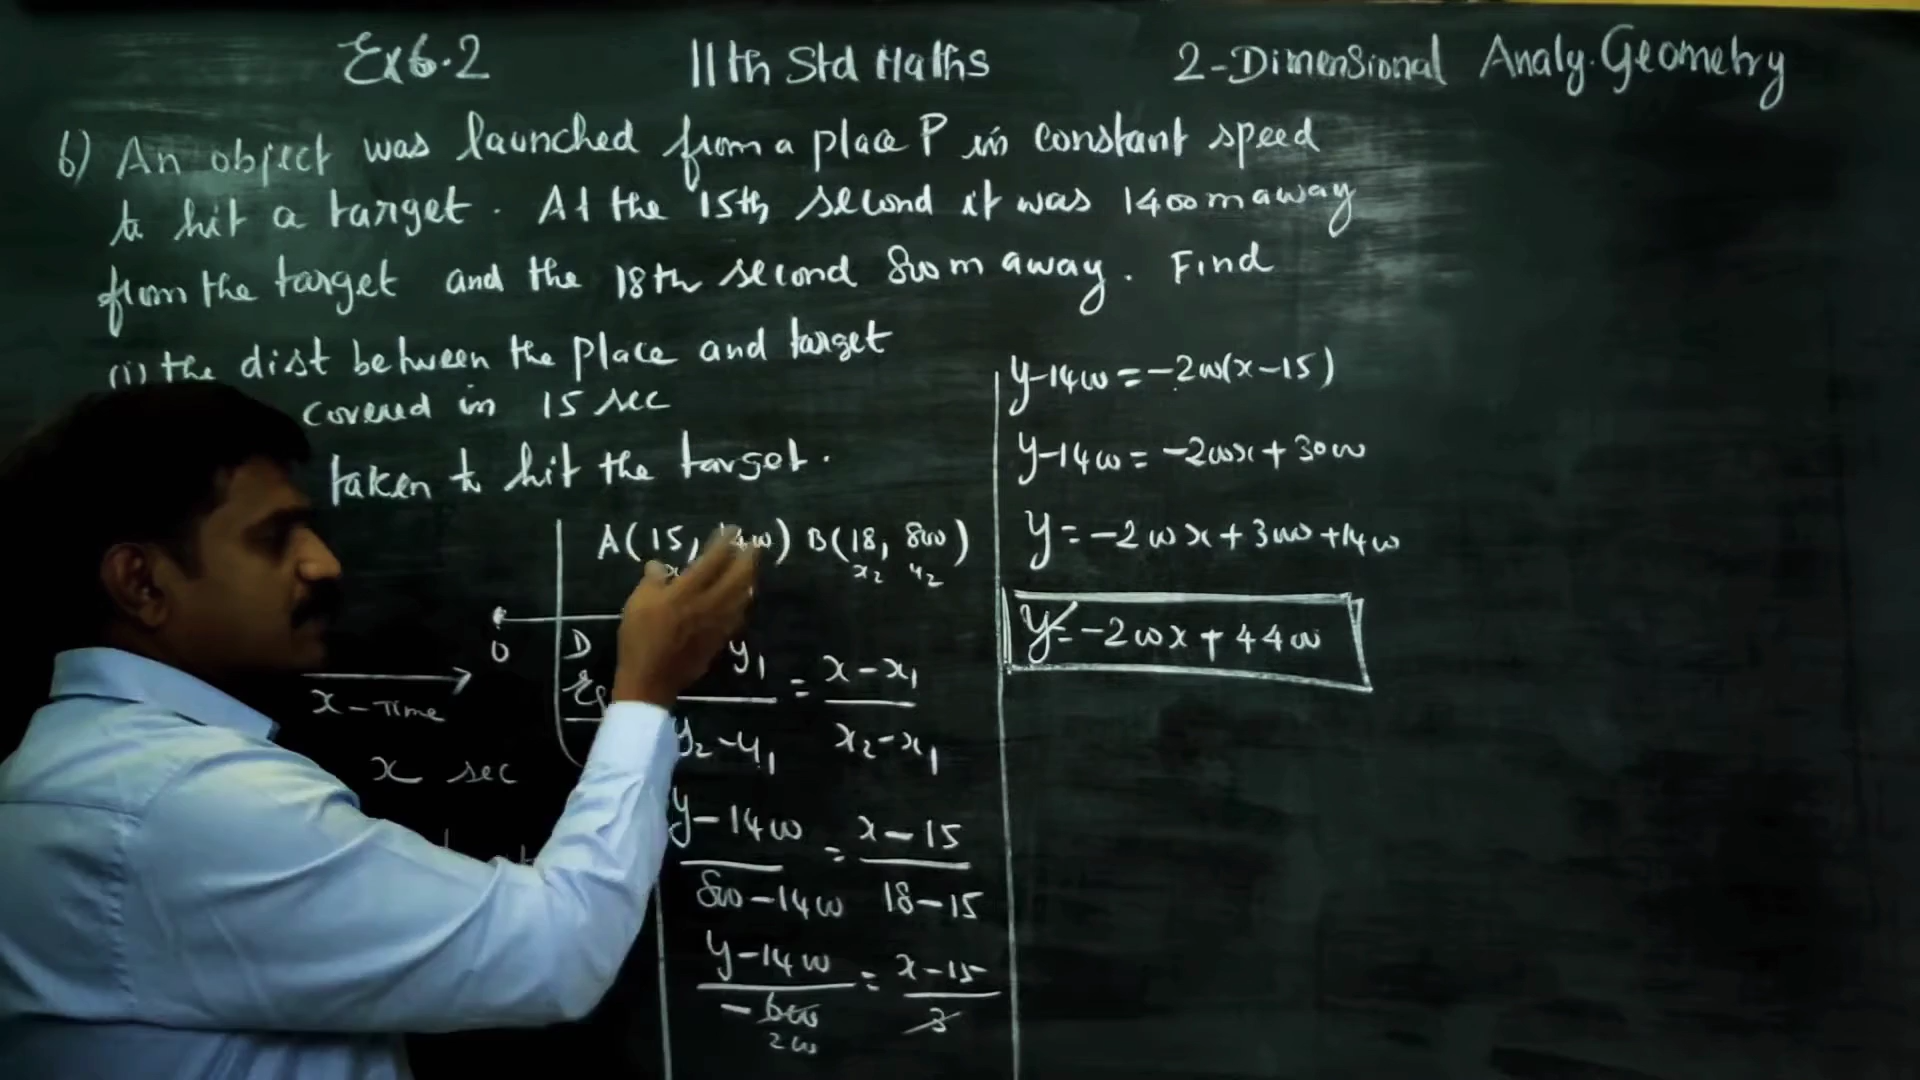 Ex 6.2 11th Std Maths 2-Dimensional Analy. Geometry
6) An object was launched from a place P in constant speed
to hit a target. At the 15th second it was 1400m away
from the target and the 18th second 800m away. Find
(i) the dist between the place and target
covered in 15 sec
taken to hit the target.
A(15, 1400) B(18, 800)
x2 y2
0 D
x-Time
x sec
y1 = x-x1
y2-y1 x2-x1
y-1400 = x-15
800-1400 18-15
y-1400 = x-15
-600 3
200
y-1400=-200(x-15)
y-1400=-200x+3000
y=-200x+3000+1400
y=-200x+4400